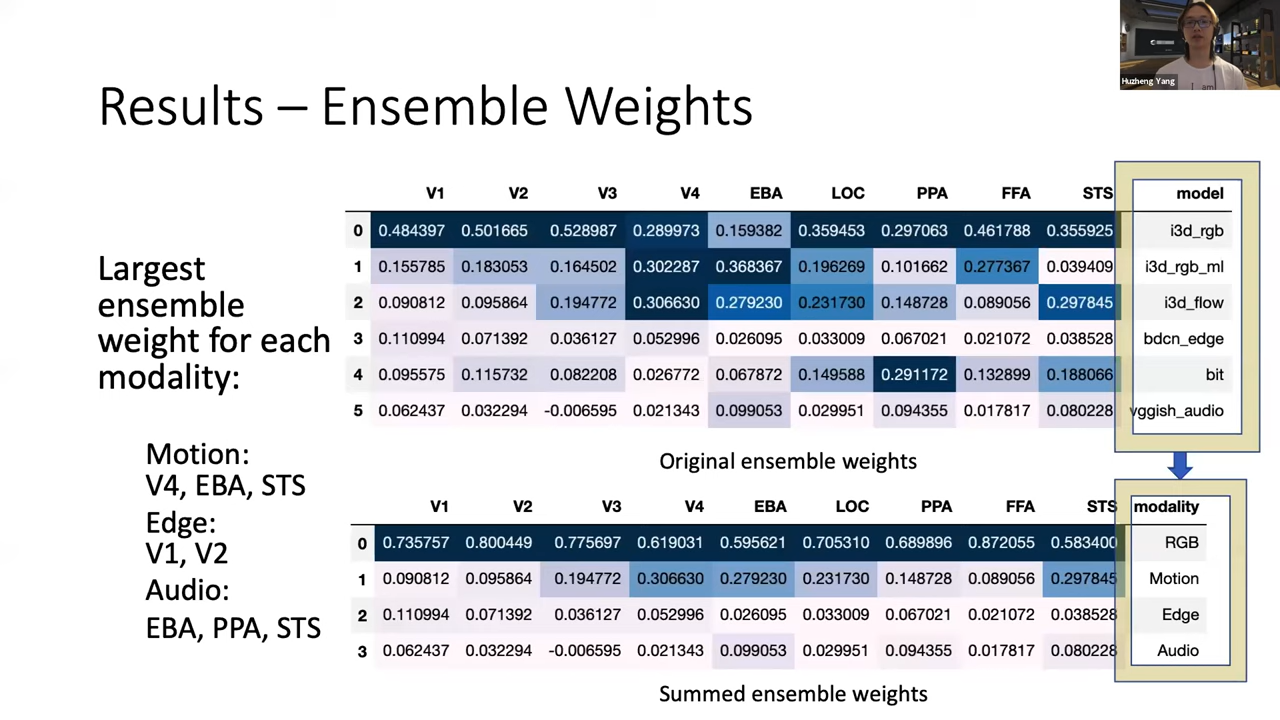 Huzheng Yang
I am
Results – Ensemble Weights
Largest
ensemble
weight for each
modality:
Motion:
V4, EBA, STS
Edge:
V1, V2
Audio:
EBA, PPA, STS
V1 V2 V3 V4 EBA LOC PPA FFA STS model
0 0.484397 0.501665 0.528987 0.289973 0.159382 0.359453 0.297063 0.461788 0.355925 i3d_rgb
1 0.155785 0.183053 0.164502 0.302287 0.368367 0.196269 0.101662 0.277367 0.039409 i3d_rgb_ml
2 0.090812 0.095864 0.194772 0.306630 0.279230 0.231730 0.148728 0.089056 0.297845 i3d_flow
3 0.110994 0.071392 0.036127 0.052996 0.026095 0.033009 0.067021 0.021072 0.038528 bdcn_edge
4 0.095575 0.115732 0.082208 0.026772 0.067872 0.149588 0.291172 0.132899 0.188066 bit
5 0.062437 0.032294 -0.006595 0.021343 0.099053 0.029951 0.094355 0.017817 0.080228 vggish_audio
Original ensemble weights
V1 V2 V3 V4 EBA LOC PPA FFA STS modality
0 0.735757 0.800449 0.775697 0.619031 0.595621 0.705310 0.689896 0.872055 0.583400 RGB
1 0.090812 0.095864 0.194772 0.306630 0.279230 0.231730 0.148728 0.089056 0.297845 Motion
2 0.110994 0.071392 0.036127 0.052996 0.026095 0.033009 0.067021 0.021072 0.038528 Edge
3 0.062437 0.032294 -0.006595 0.021343 0.099053 0.029951 0.094355 0.017817 0.080228 Audio
Summed ensemble weights